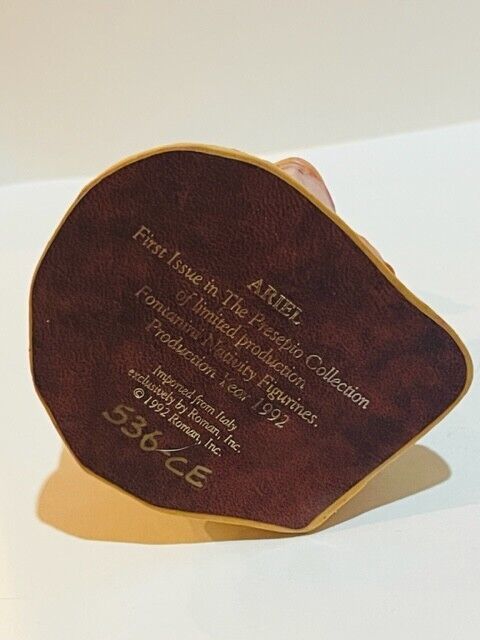 ARIEL
First Issue in The Presepio Collection
of limited production
Fontanini Nativity Figurines.
Production Year 1992
Imported from Italy
exclusively by Roman, Inc.
© 1992 Roman, Inc.
536/CE